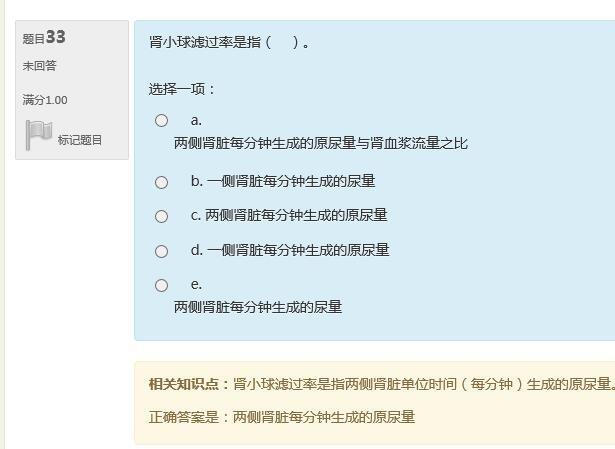 题目33
未回答
满分1.00
标记题目
肾小球滤过率是指（　）。
选择一项：
a.
两侧肾脏每分钟生成的原尿量与肾血浆流量之比
b. 一侧肾脏每分钟生成的尿量
c. 两侧肾脏每分钟生成的原尿量
d. 一侧肾脏每分钟生成的原尿量
e.
两侧肾脏每分钟生成的尿量
相关知识点：肾小球滤过率是指两侧肾脏单位时间（每分钟）生成的原尿量。
正确答案是：两侧肾脏每分钟生成的原尿量